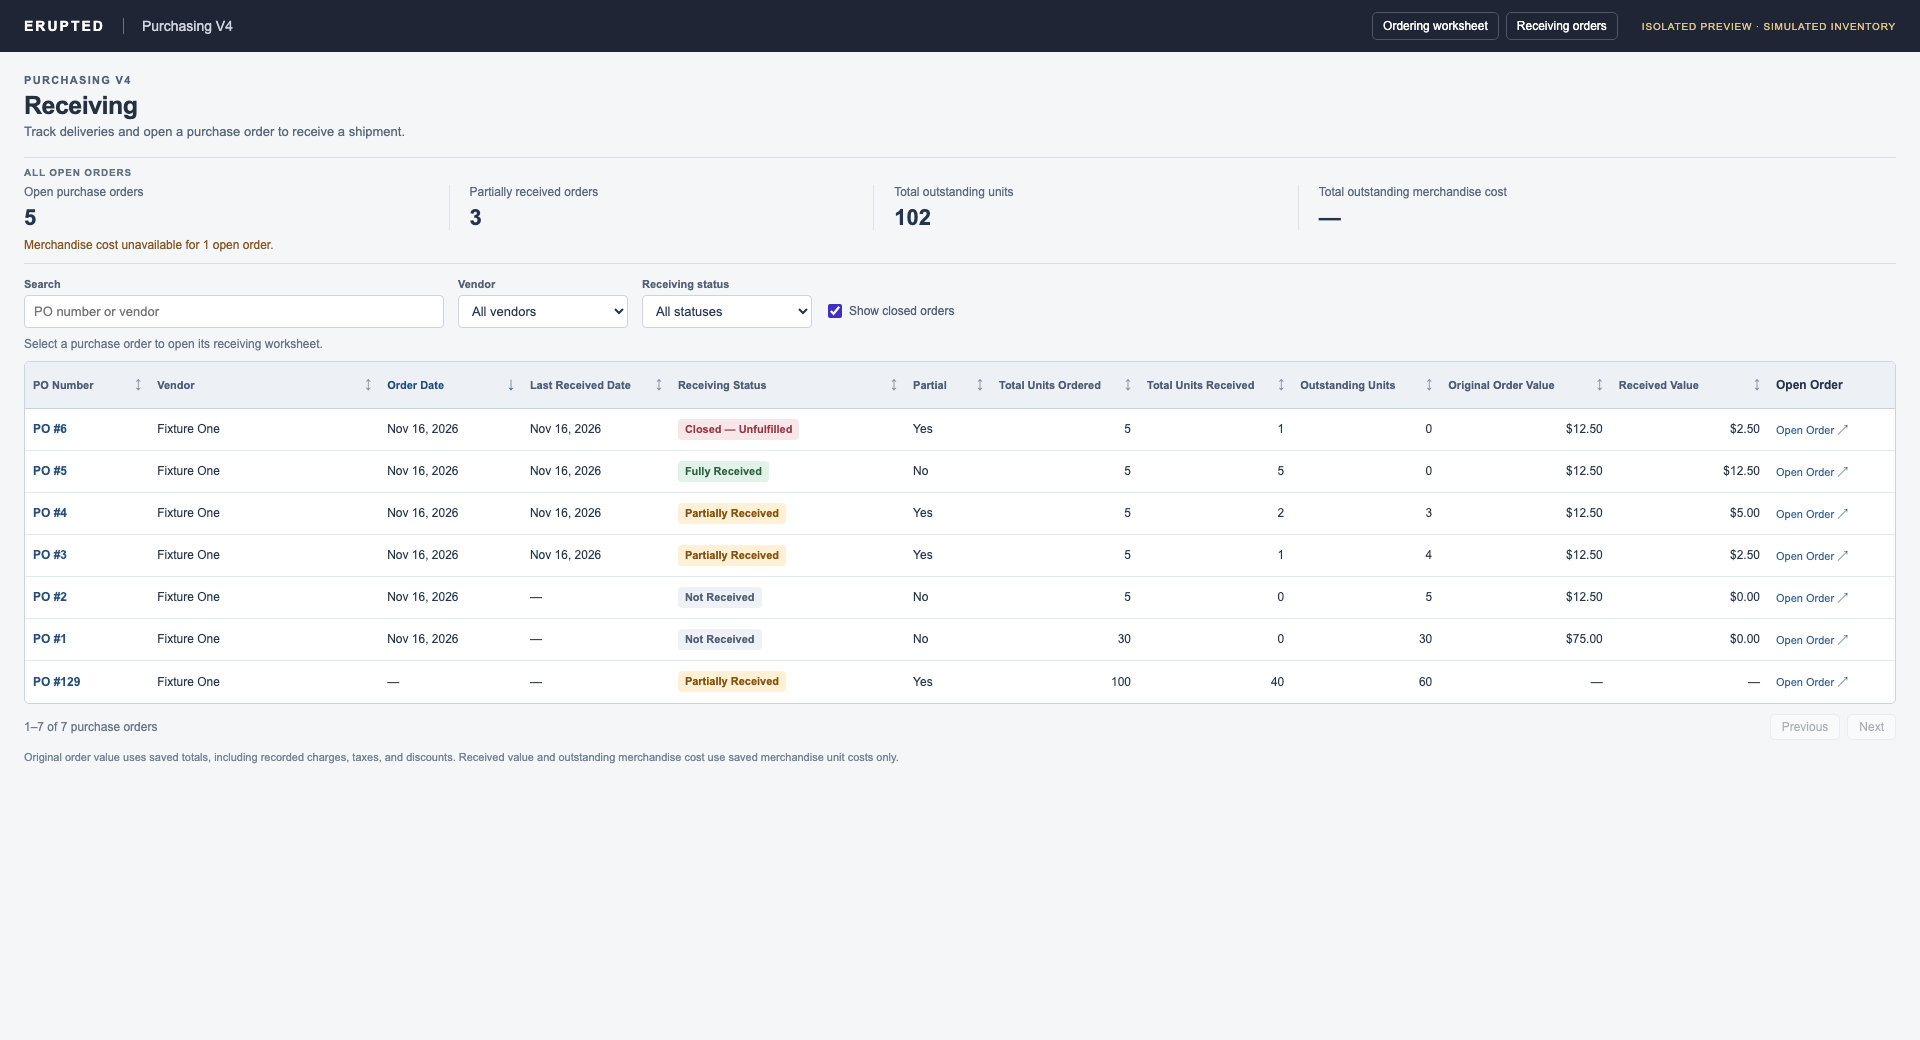 ERUPTED Purchasing V4 Ordering worksheet Receiving orders ISOLATED PREVIEW · SIMULATED INVENTORY
PURCHASING V4
Receiving
Track deliveries and open a purchase order to receive a shipment.
ALL OPEN ORDERS
Open purchase orders Partially received orders Total outstanding units Total outstanding merchandise cost
5 3 102 —
Merchandise cost unavailable for 1 open order.
Search Vendor Receiving status
PO number or vendor All vendors All statuses Show closed orders
Select a purchase order to open its receiving worksheet.
PO Number ↕ Vendor ↕ Order Date ↓ Last Received Date ↕ Receiving Status ↕ Partial ↕ Total Units Ordered ↕ Total Units Received ↕ Outstanding Units ↕ Original Order Value ↕ Received Value ↕ Open Order
PO #6 Fixture One Nov 16, 2026 Nov 16, 2026 Closed — Unfulfilled Yes 5 1 0 $12.50 $2.50 Open Order ↗
PO #5 Fixture One Nov 16, 2026 Nov 16, 2026 Fully Received No 5 5 0 $12.50 $12.50 Open Order ↗
PO #4 Fixture One Nov 16, 2026 Nov 16, 2026 Partially Received Yes 5 2 3 $12.50 $5.00 Open Order ↗
PO #3 Fixture One Nov 16, 2026 Nov 16, 2026 Partially Received Yes 5 1 4 $12.50 $2.50 Open Order ↗
PO #2 Fixture One Nov 16, 2026 — Not Received No 5 0 5 $12.50 $0.00 Open Order ↗
PO #1 Fixture One Nov 16, 2026 — Not Received No 30 0 30 $75.00 $0.00 Open Order ↗
PO #129 Fixture One — — Partially Received Yes 100 40 60 — — Open Order ↗
1–7 of 7 purchase orders Previous Next
Original order value uses saved totals, including recorded charges, taxes, and discounts. Received value and outstanding merchandise cost use saved merchandise unit costs only.